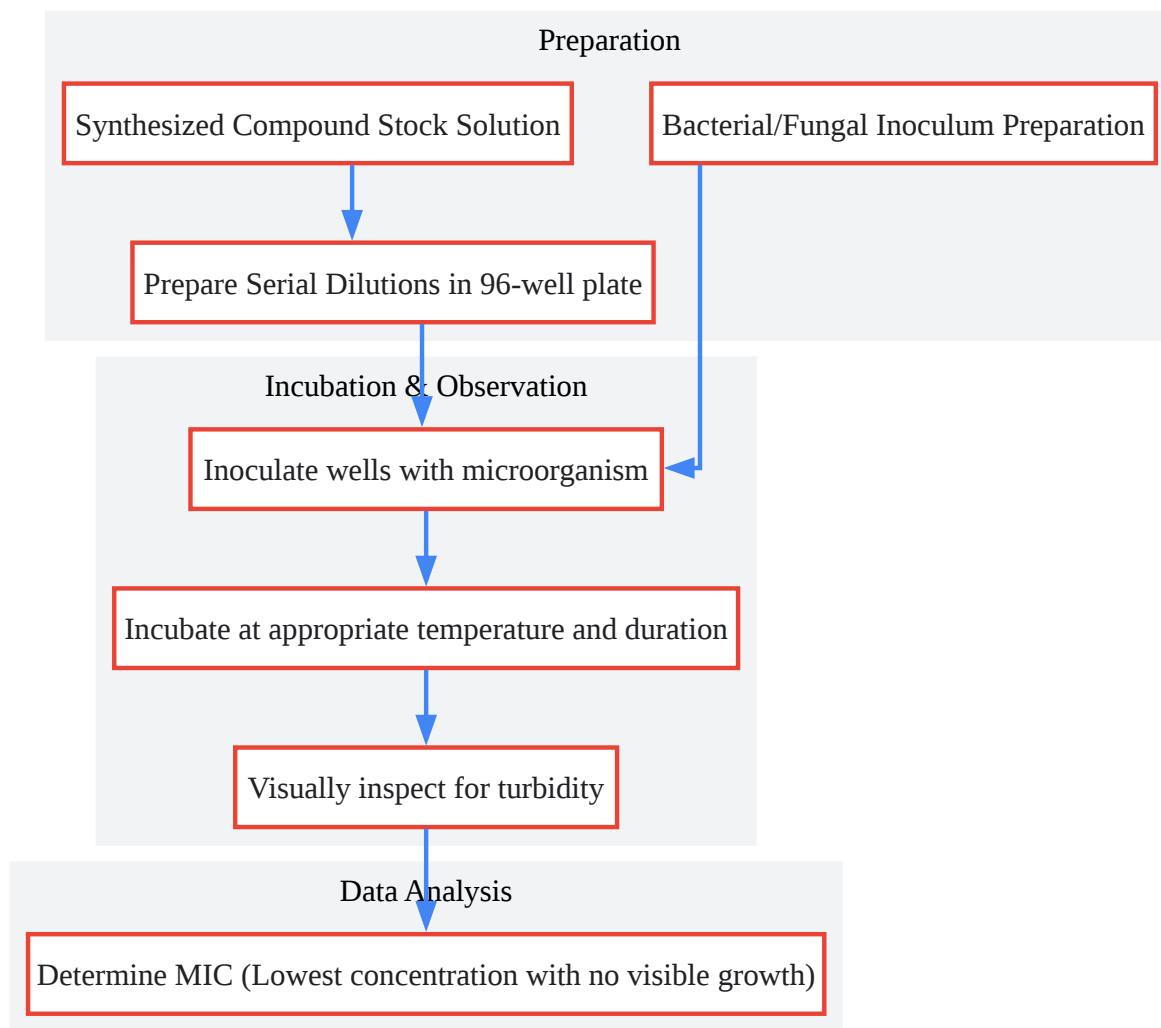 Preparation
Synthesized Compound Stock Solution
Bacterial/Fungal Inoculum Preparation
Prepare Serial Dilutions in 96-well plate
Incubation & Observation
Inoculate wells with microorganism
Incubate at appropriate temperature and duration
Visually inspect for turbidity
Data Analysis
Determine MIC (Lowest concentration with no visible growth)